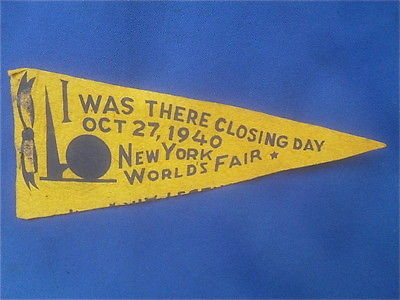 I WAS THERE CLOSING DAY
OCT 27, 1940
NEW YORK
WORLD'S FAIR ★